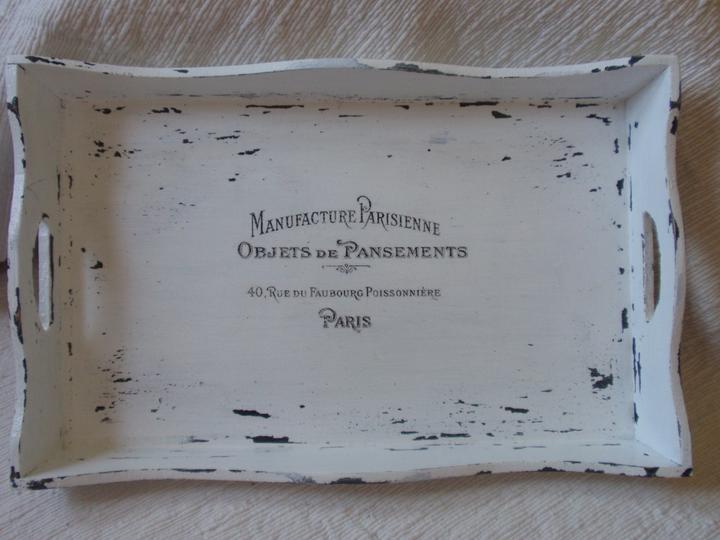 Manufacture Parisienne
Objets de Pansements
40, Rue du Faubourg Poissonnière
Paris